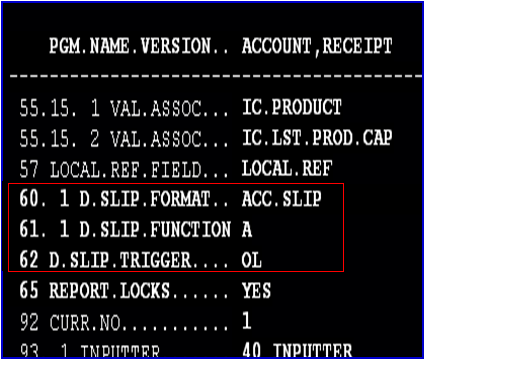 PGM.NAME.VERSION.. ACCOUNT,RECEIPT
------------------------------------------
55.15. 1 VAL.ASSOC... IC.PRODUCT
55.15. 2 VAL.ASSOC... IC.LST.PROD.CAP
57 LOCAL.REF.FIELD... LOCAL.REF
60. 1 D.SLIP.FORMAT.. ACC.SLIP
61. 1 D.SLIP.FUNCTION A
62 D.SLIP.TRIGGER.... OL
65 REPORT.LOCKS...... YES
92 CURR.NO........... 1
93. 1 INPUTTER 40 INPUTTER